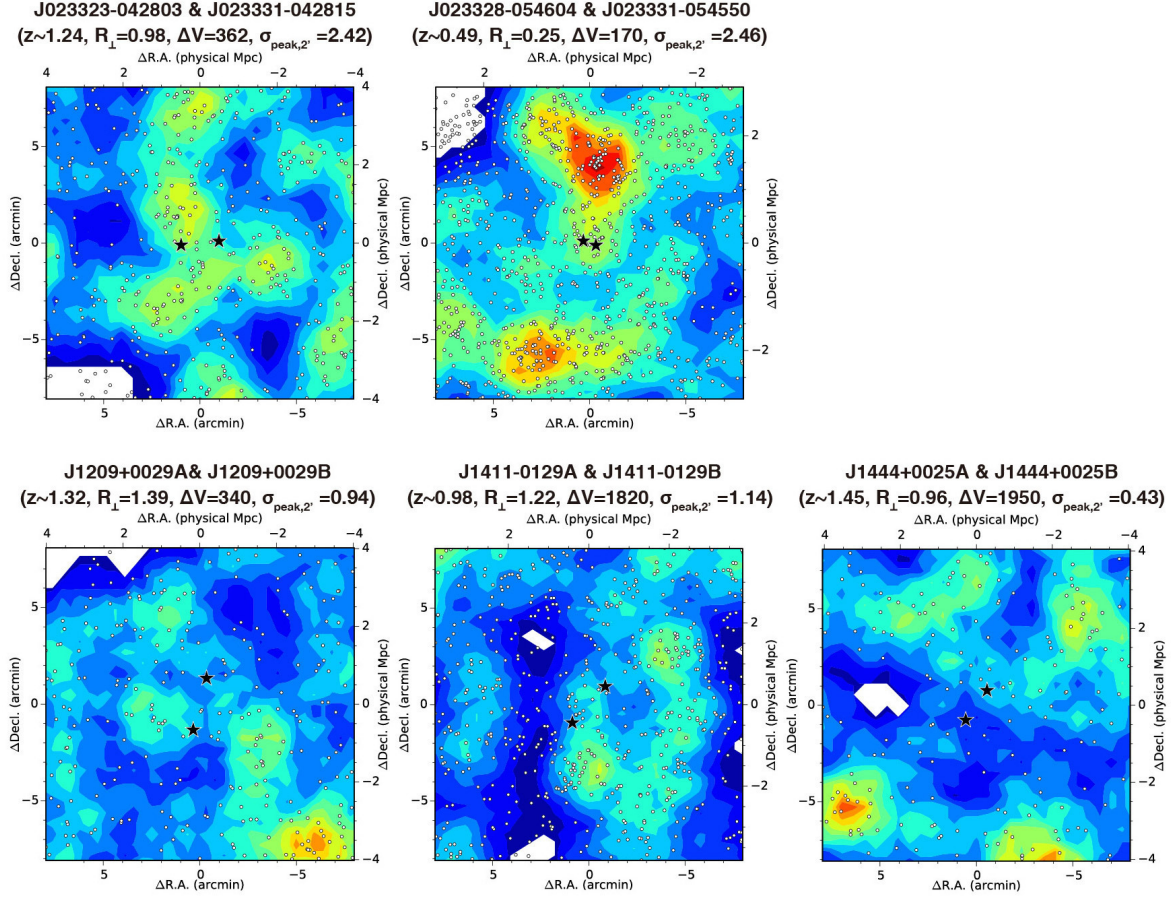 J023323-042803 & J023331-042815
(z~1.24, R⊥=0.98, ΔV=362, σpeak,2' =2.42)
ΔR.A. (physical Mpc)
4 2 0 −2 −4
ΔDecl. (arcmin)
5
0
−5
ΔDecl. (physical Mpc)
4
2
0
−2
−4
5 0 −5
ΔR.A. (arcmin)
J023328-054604 & J023331-054550
(z~0.49, R⊥=0.25, ΔV=170, σpeak,2' =2.46)
ΔR.A. (physical Mpc)
2 0 −2
ΔDecl. (arcmin)
5
0
−5
ΔDecl. (physical Mpc)
2
0
−2
5 0 −5
ΔR.A. (arcmin)
J1209+0029A& J1209+0029B
(z~1.32, R⊥=1.39, ΔV=340, σpeak,2' =0.94)
ΔR.A. (physical Mpc)
4 2 0 −2 −4
ΔDecl. (arcmin)
5
0
−5
ΔDecl. (physical Mpc)
4
2
0
−2
−4
5 0 −5
ΔR.A. (arcmin)
J1411-0129A & J1411-0129B
(z~0.98, R⊥=1.22, ΔV=1820, σpeak,2' =1.14)
ΔR.A. (physical Mpc)
2 0 −2
ΔDecl. (arcmin)
5
0
−5
ΔDecl. (physical Mpc)
2
0
−2
5 0 −5
ΔR.A. (arcmin)
J1444+0025A & J1444+0025B
(z~1.45, R⊥=0.96, ΔV=1950, σpeak,2' =0.43)
ΔR.A. (physical Mpc)
4 2 0 −2 −4
ΔDecl. (arcmin)
5
0
−5
ΔDecl. (physical Mpc)
4
2
0
−2
−4
5 0 −5
ΔR.A. (arcmin)